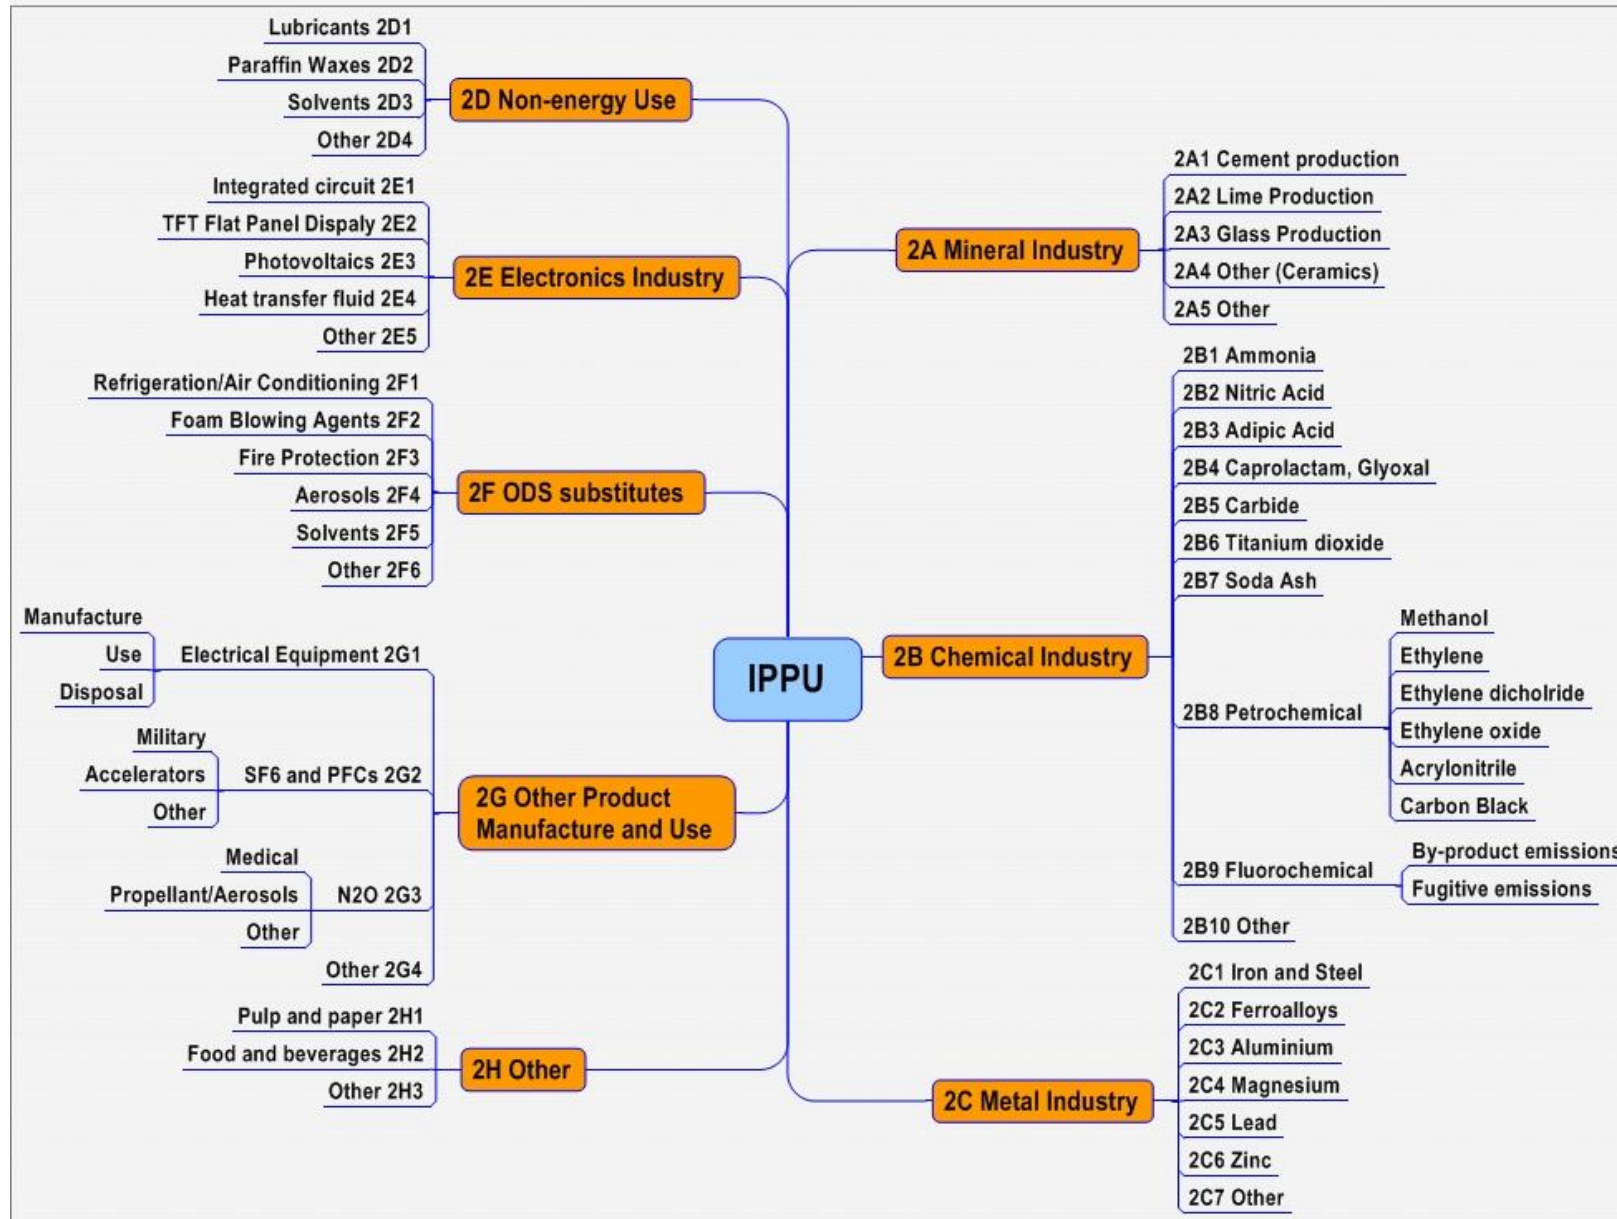 Lubricants 2D1
Paraffin Waxes 2D2
Solvents 2D3
Other 2D4
2D Non-energy Use
Integrated circuit 2E1
TFT Flat Panel Dispaly 2E2
Photovoltaics 2E3
Heat transfer fluid 2E4
Other 2E5
2E Electronics Industry
Refrigeration/Air Conditioning 2F1
Foam Blowing Agents 2F2
Fire Protection 2F3
Aerosols 2F4
Solvents 2F5
Other 2F6
2F ODS substitutes
Manufacture
Use
Disposal
Electrical Equipment 2G1
Military
Accelerators
Other
SF6 and PFCs 2G2
Medical
Propellant/Aerosols
Other
N2O 2G3
Other 2G4
2G Other Product
Manufacture and Use
Pulp and paper 2H1
Food and beverages 2H2
Other 2H3
2H Other
IPPU
2A Mineral Industry
2A1 Cement production
2A2 Lime Production
2A3 Glass Production
2A4 Other (Ceramics)
2A5 Other
2B Chemical Industry
2B1 Ammonia
2B2 Nitric Acid
2B3 Adipic Acid
2B4 Caprolactam, Glyoxal
2B5 Carbide
2B6 Titanium dioxide
2B7 Soda Ash
2B8 Petrochemical
Methanol
Ethylene
Ethylene dicholride
Ethylene oxide
Acrylonitrile
Carbon Black
2B9 Fluorochemical
By-product emissions
Fugitive emissions
2B10 Other
2C Metal Industry
2C1 Iron and Steel
2C2 Ferroalloys
2C3 Aluminium
2C4 Magnesium
2C5 Lead
2C6 Zinc
2C7 Other